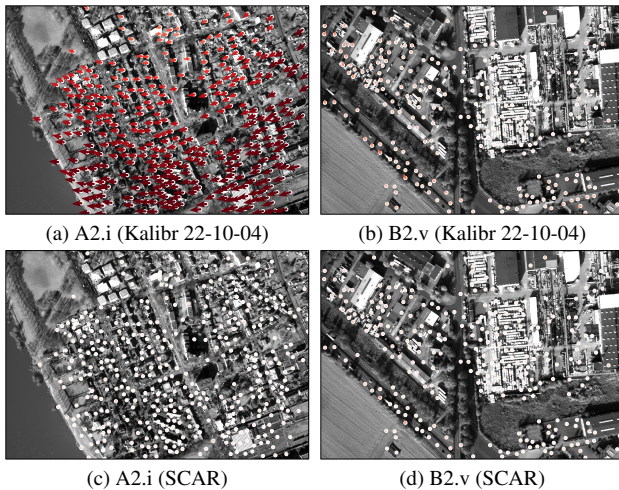 (a) A2.i (Kalibr 22-10-04)
(b) B2.v (Kalibr 22-10-04)
(c) A2.i (SCAR)
(d) B2.v (SCAR)